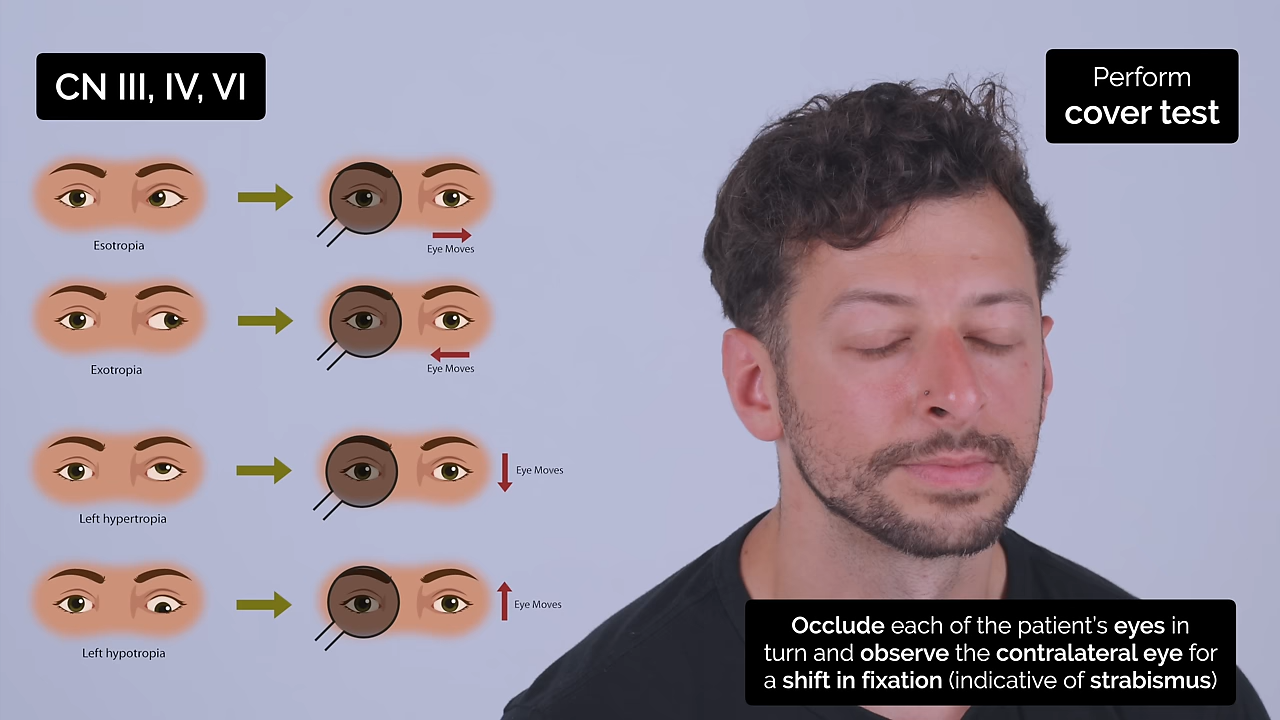 CN III, IV, VI
Perform
cover test
Esotropia
Eye Moves
Exotropia
Eye Moves
Left hypertropia
Eye Moves
Left hypotropia
Eye Moves
Occlude each of the patient's eyes in
turn and observe the contralateral eye for
a shift in fixation (indicative of strabismus)